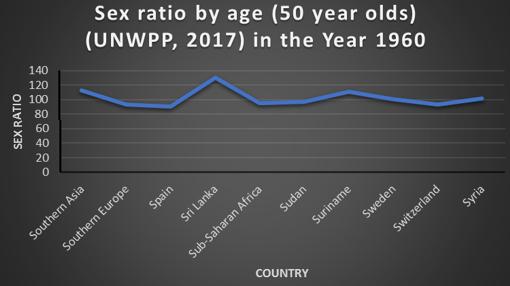 Sex ratio by age (50 year olds)
(UNWPP, 2017) in the Year 1960
140
120
100
80
60
40
20
0
SEX RATIO
Southern Asia
Southern Europe
Spain
Sri Lanka
Sub-Saharan Africa
Sudan
Suriname
Sweden
Switzerland
Syria
COUNTRY